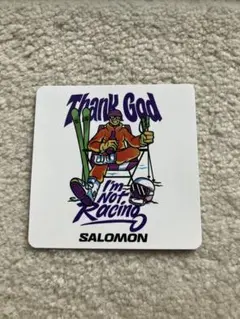 Thank God
I'm
Not
Racing
SALOMON